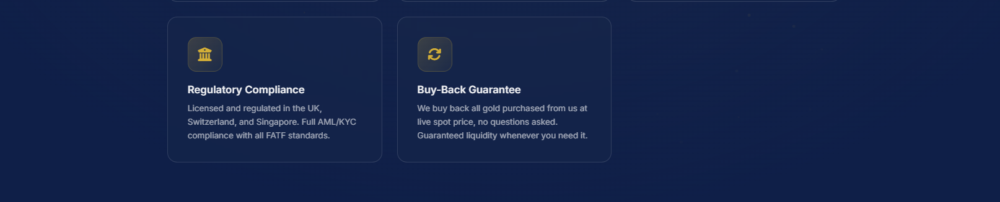 Regulatory Compliance
Licensed and regulated in the UK,
Switzerland, and Singapore. Full AML/KYC
compliance with all FATF standards.
Buy-Back Guarantee
We buy back all gold purchased from us at
live spot price, no questions asked.
Guaranteed liquidity whenever you need it.